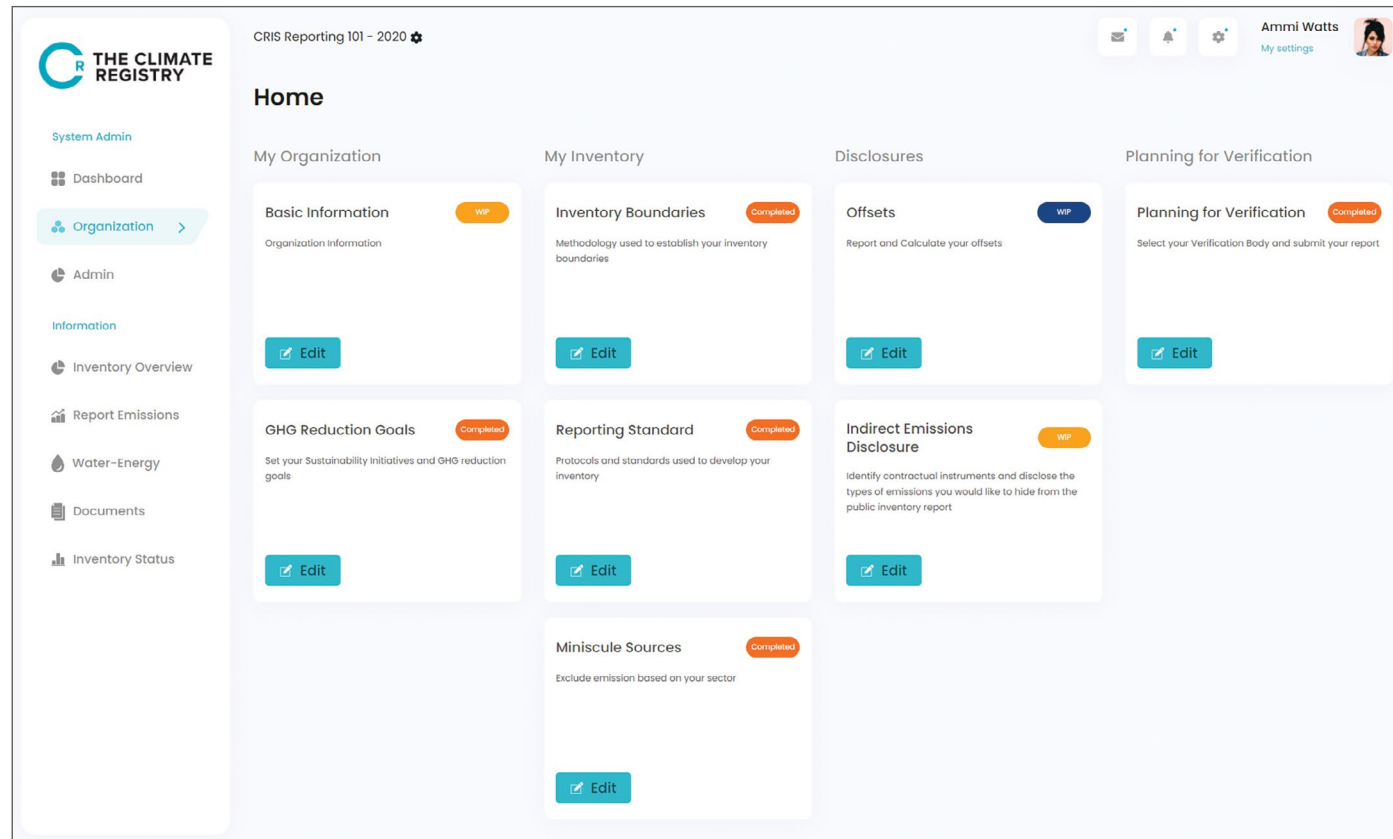 CR THE CLIMATE
REGISTRY
System Admin
Dashboard
Organization
Admin
Information
Inventory Overview
Report Emissions
Water-Energy
Documents
Inventory Status
CRIS Reporting 101 - 2020
Ammi Watts
My settings
Home
My Organization
Basic Information
WIP
Organization Information
Edit
GHG Reduction Goals
Completed
Set your Sustainability Initiatives and GHG reduction
goals
Edit
My Inventory
Inventory Boundaries
Completed
Methodology used to establish your inventory
boundaries
Edit
Reporting Standard
Completed
Protocols and standards used to develop your
inventory
Edit
Miniscule Sources
Completed
Exclude emission based on your sector
Edit
Disclosures
Offsets
WIP
Report and Calculate your offsets
Edit
Indirect Emissions
Disclosure
WIP
Identify contractual instruments and disclose the
types of emissions you would like to hide from the
public inventory report
Edit
Planning for Verification
Planning for Verification
Completed
Select your Verification Body and submit your report
Edit